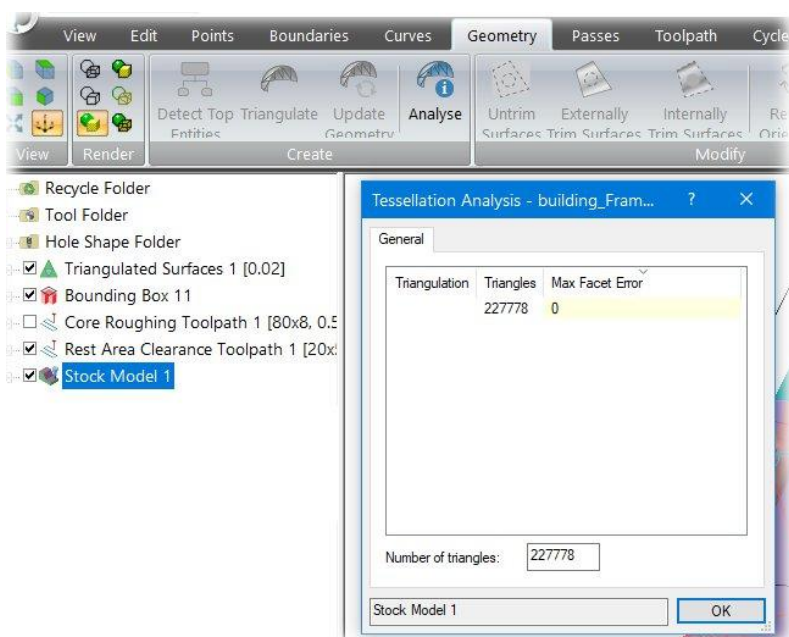 View Edit Points Boundaries Curves Geometry Passes Toolpath Cycle
Detect Top Triangulate Update Analyse Untrim Externally Internally Re
Entities Geometry Surfaces Trim Surfaces Trim Surfaces Orie
View Render Create Modify
Recycle Folder
Tool Folder
Hole Shape Folder
Triangulated Surfaces 1 [0.02]
Bounding Box 11
Core Roughing Toolpath 1 [80x8, 0.5
Rest Area Clearance Toolpath 1 [20x
Stock Model 1
Tessellation Analysis - building_Fram... ? ×
General
Triangulation Triangles Max Facet Error
227778 0
Number of triangles: 227778
Stock Model 1 OK